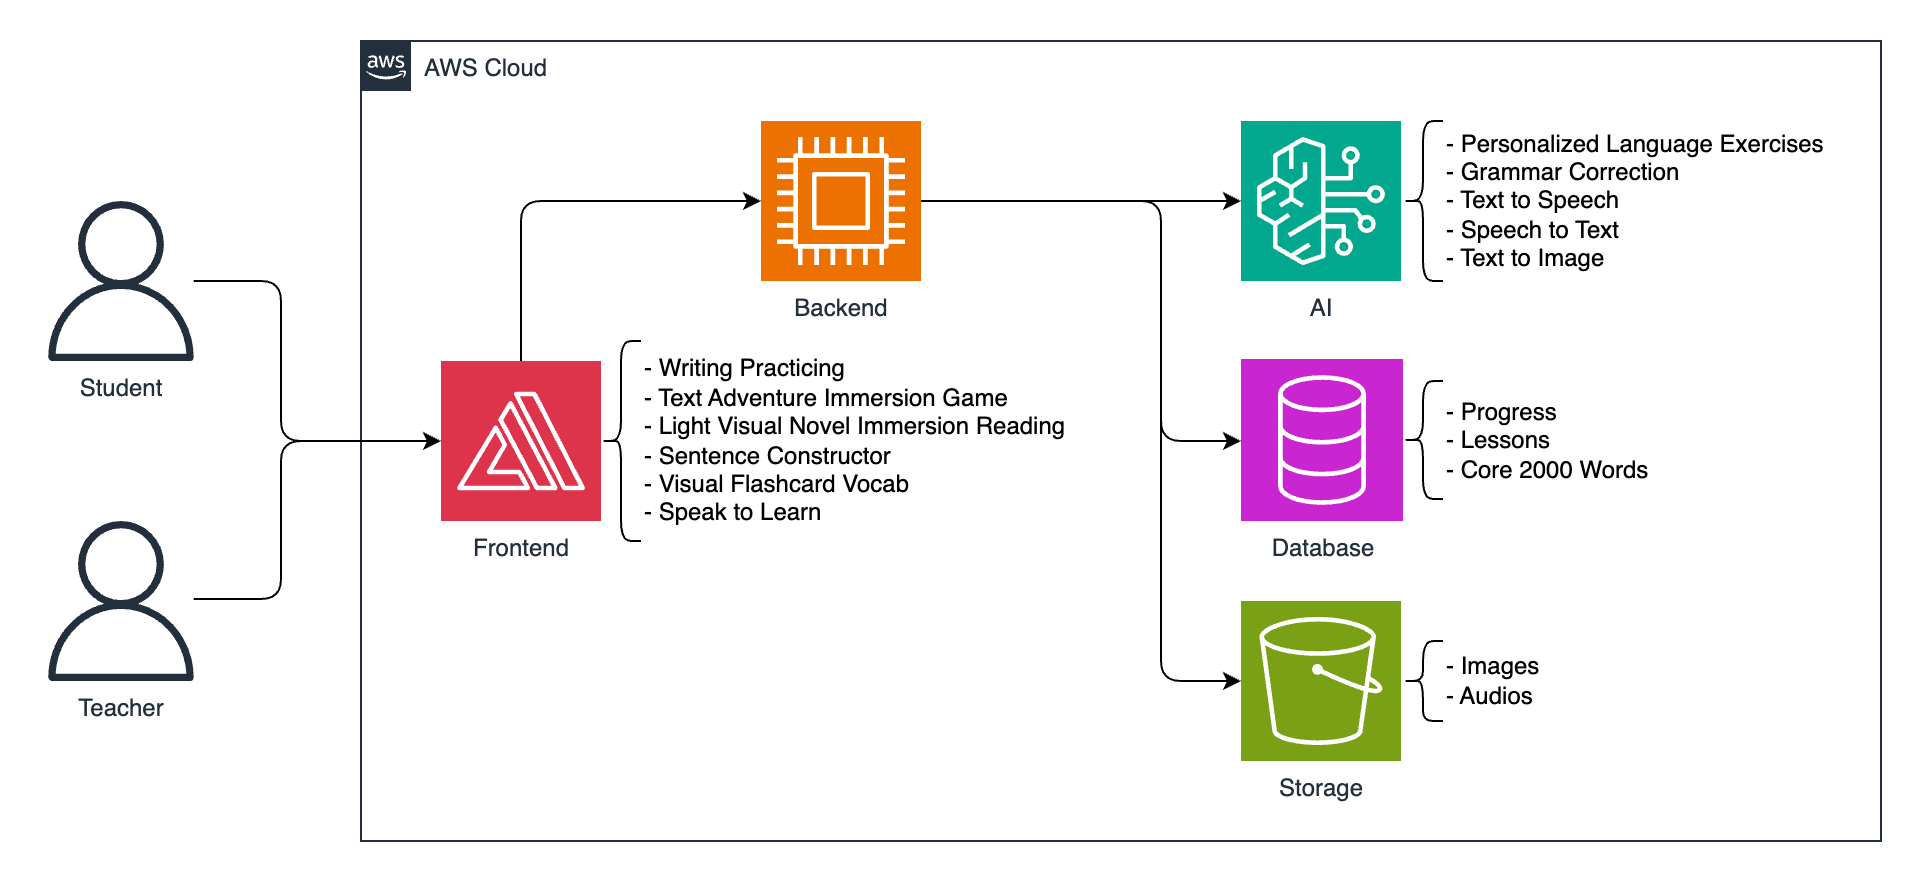 aws
AWS Cloud
Student
Teacher
Frontend
- Writing Practicing
- Text Adventure Immersion Game
- Light Visual Novel Immersion Reading
- Sentence Constructor
- Visual Flashcard Vocab
- Speak to Learn
Backend
AI
- Personalized Language Exercises
- Grammar Correction
- Text to Speech
- Speech to Text
- Text to Image
Database
- Progress
- Lessons
- Core 2000 Words
Storage
- Images
- Audios